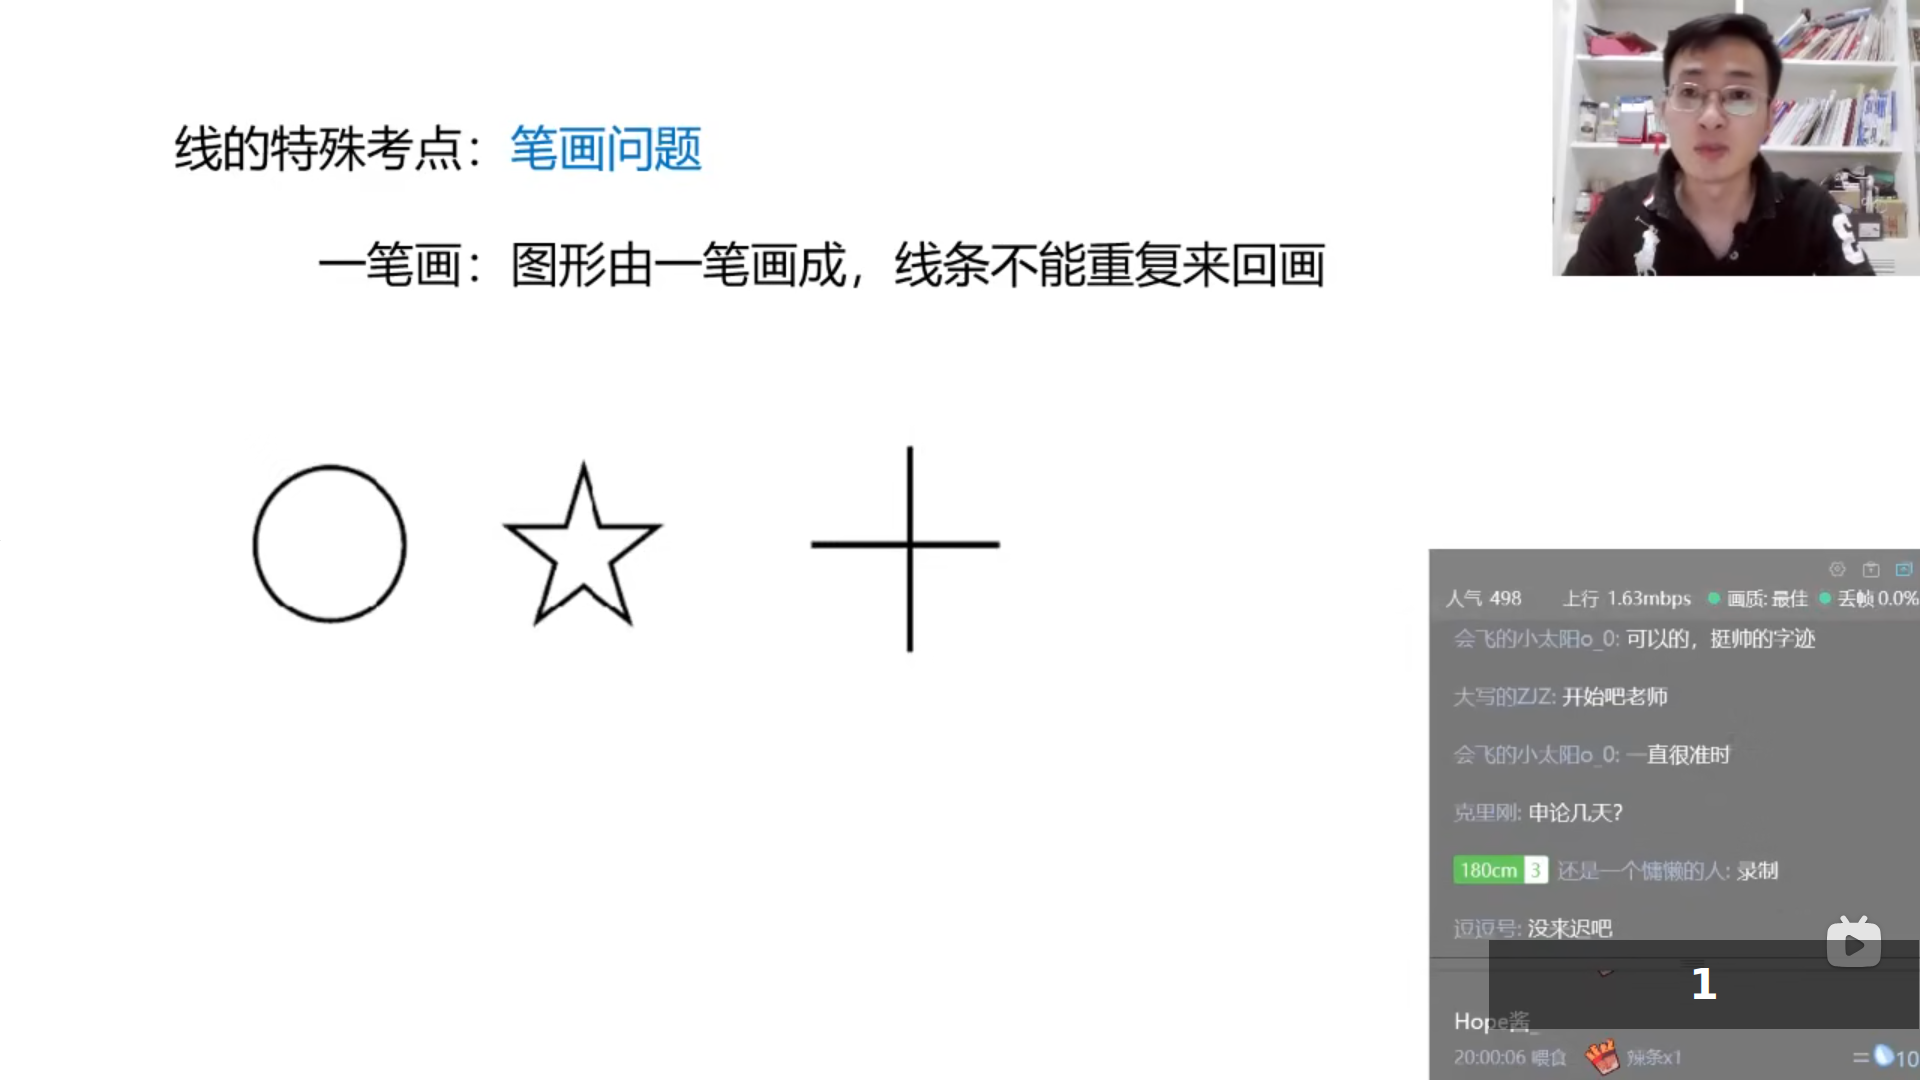 线的特殊考点：笔画问题
一笔画：图形由一笔画成，线条不能重复来回画
人气 498 上行 1.63mbps 画质: 最佳 丢帧 0.0%
会飞的小太阳o_0: 可以的，挺帅的字迹
大写的ZJZ: 开始吧老师
会飞的小太阳o_0: 一直很准时
克里刚: 申论几天?
180cm 3 还是一个慵懒的人: 录制
逗逗号: 没来迟吧
1
Hope酱_
20:00:06 喂食 辣条x1 =10